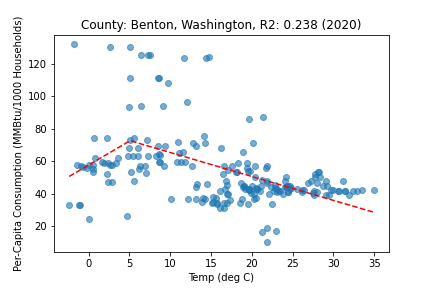 County: Benton, Washington, R2: 0.238 (2020)
Per-Capita Consumption (MMBtu/1000 Households)
120
100
80
60
40
20
0 5 10 15 20 25 30 35
Temp (deg C)